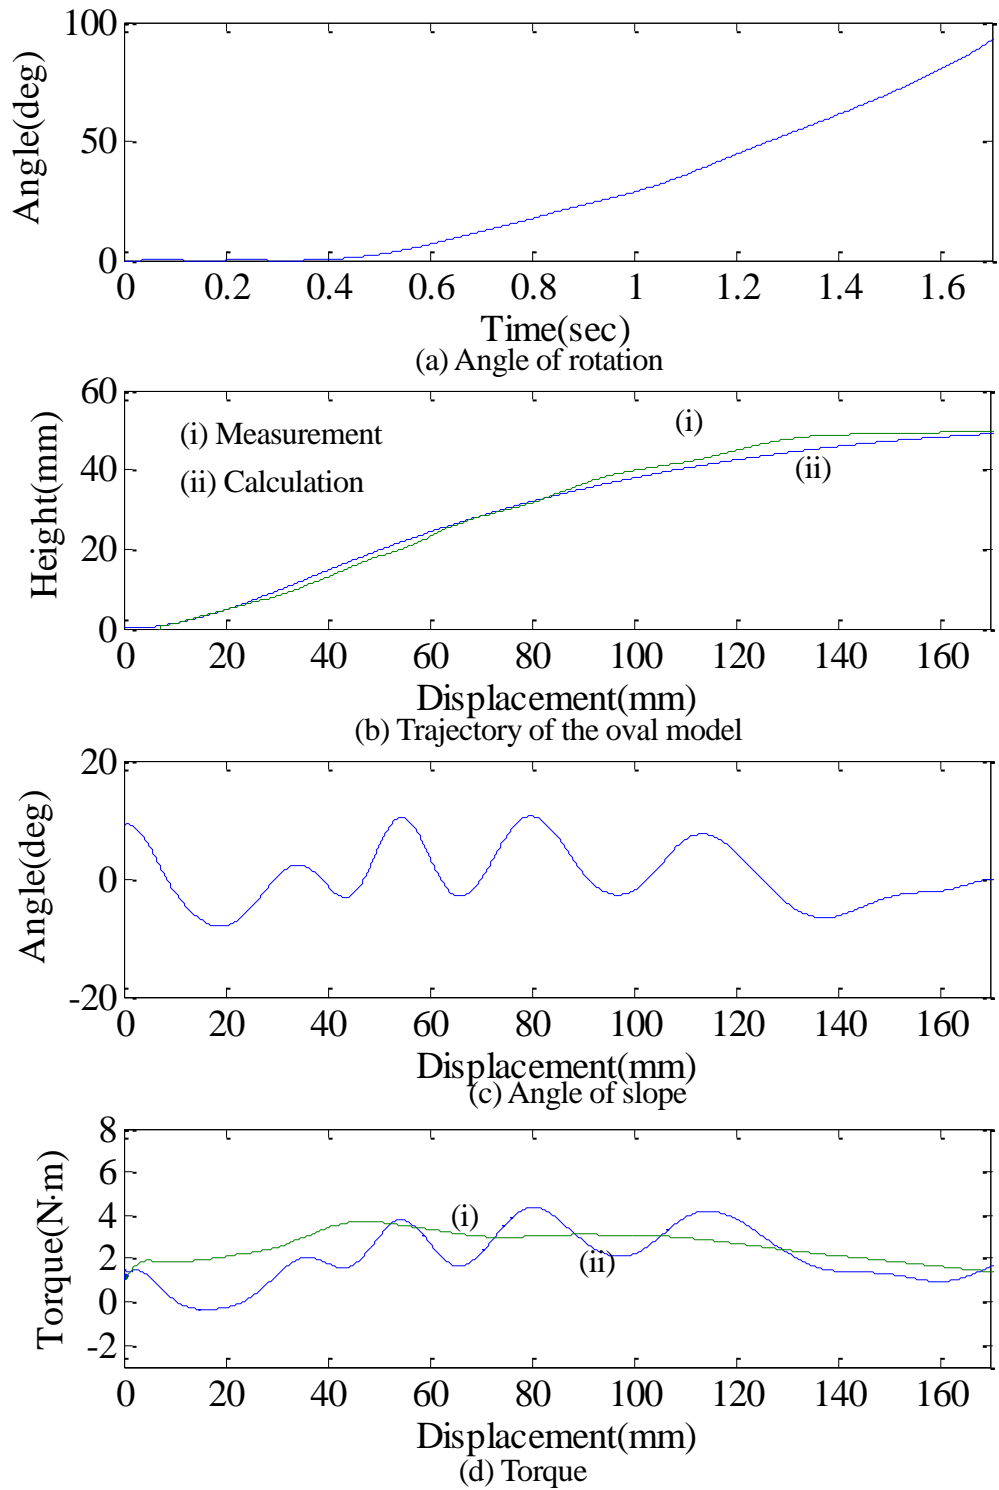 100
50
0
Angle(deg)
0 0.2 0.4 0.6 0.8 1 1.2 1.4 1.6
Time(sec)
(a) Angle of rotation
60
40
20
0
Height(mm)
(i) Measurement
(ii) Calculation
(i)
(ii)
0 20 40 60 80 100 120 140 160
Displacement(mm)
(b) Trajectory of the oval model
20
0
-20
Angle(deg)
0 20 40 60 80 100 120 140 160
Displacement(mm)
(c) Angle of slope
8
6
4
2
0
-2
Torque(N·m)
(i)
(ii)
0 20 40 60 80 100 120 140 160
Displacement(mm)
(d) Torque